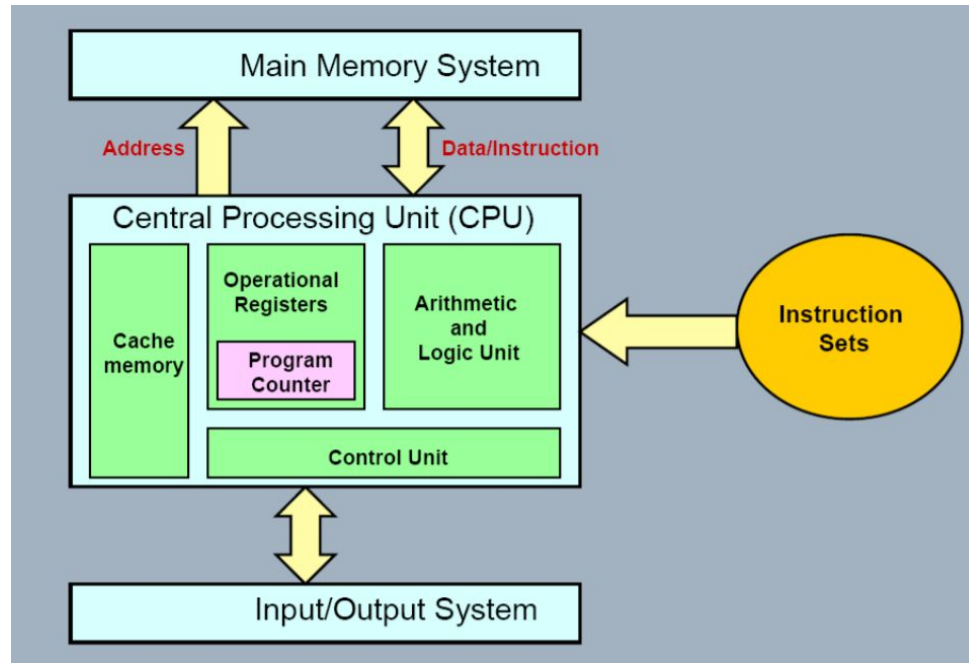 Main Memory System
Address
Data/Instruction
Central Processing Unit (CPU)
Cache
memory
Operational
Registers
Program
Counter
Arithmetic
and
Logic Unit
Control Unit
Instruction
Sets
Input/Output System